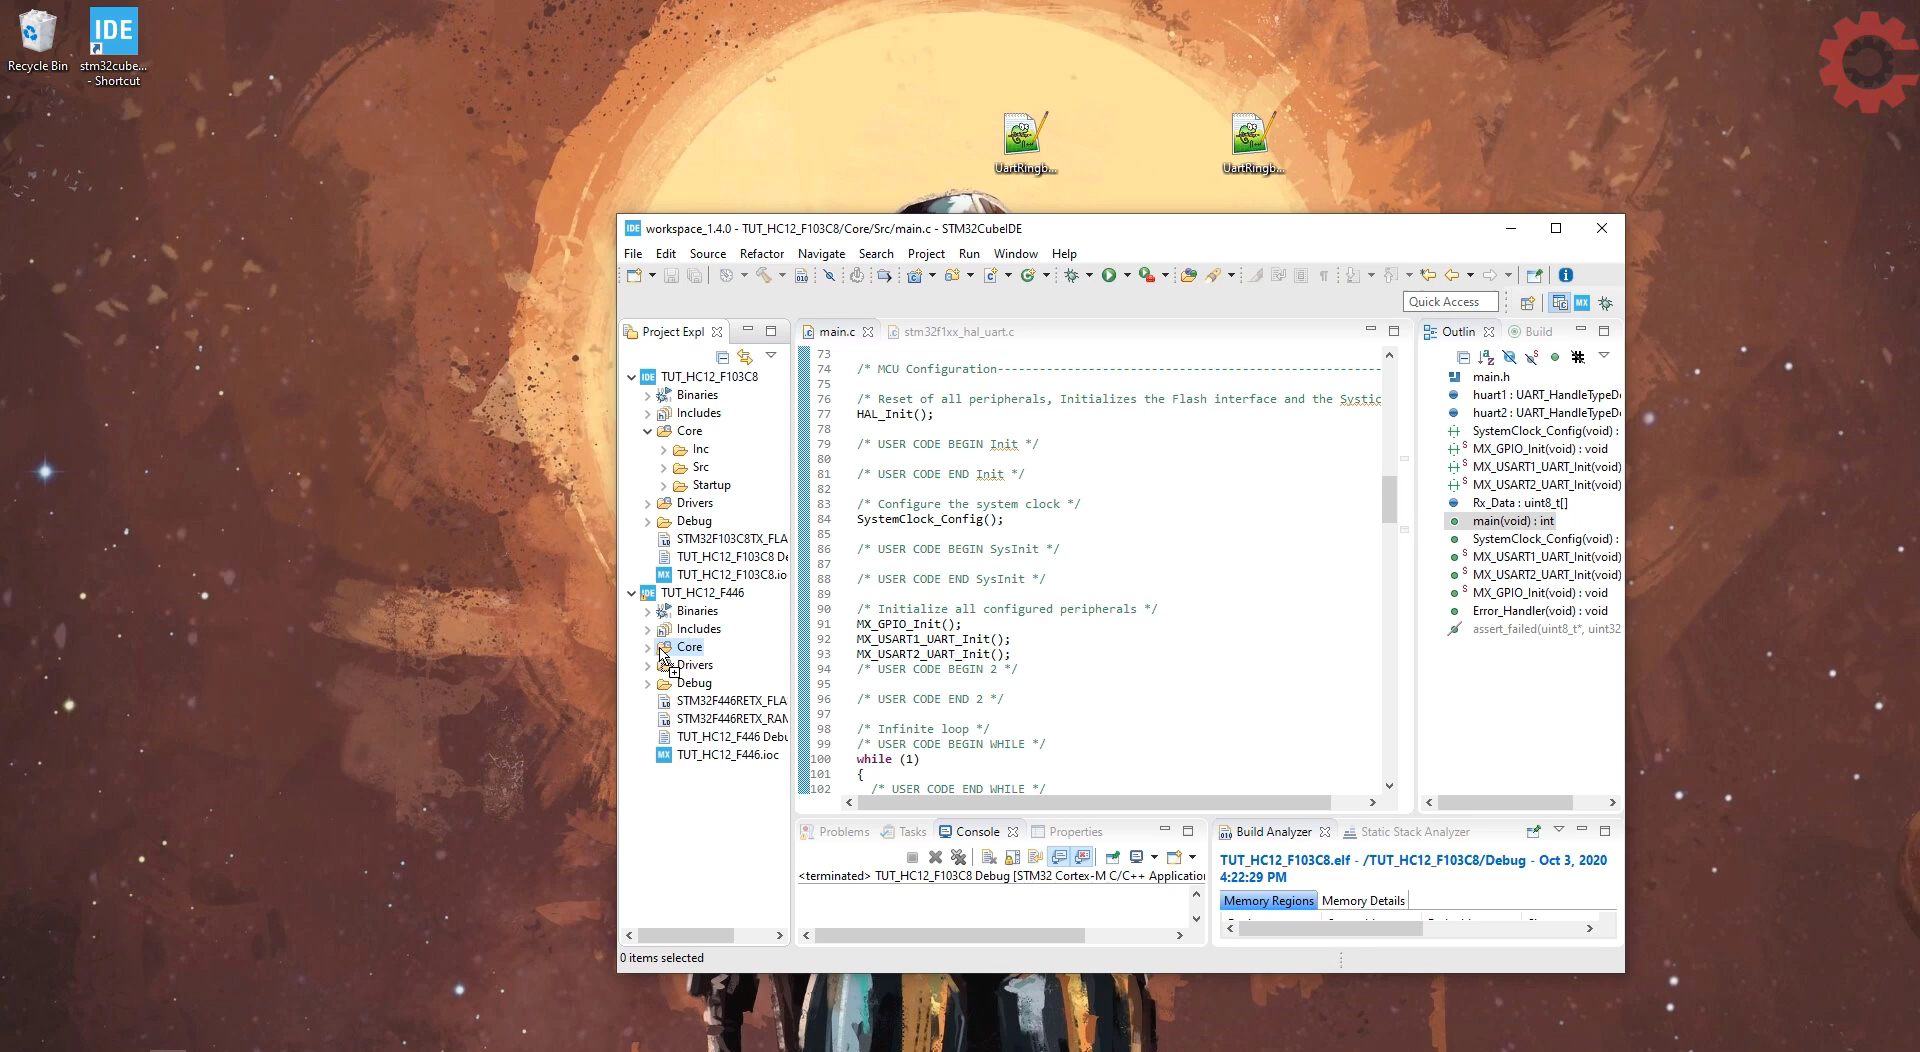 Recycle Bin
stm32cube...
- Shortcut
UartRingb...
UartRingb...
workspace_1.4.0 - TUT_HC12_F103C8/Core/Src/main.c - STM32CubeIDE
File Edit Source Refactor Navigate Search Project Run Window Help
Quick Access
Project Expl
TUT_HC12_F103C8
Binaries
Includes
Core
Inc
Src
Startup
Drivers
Debug
STM32F103C8TX_FLA
TUT_HC12_F103C8 De
TUT_HC12_F103C8.io
TUT_HC12_F446
Binaries
Includes
Core
Drivers
Debug
STM32F446RETX_FLA
STM32F446RETX_RAN
TUT_HC12_F446 Debu
TUT_HC12_F446.ioc
main.c stm32f1xx_hal_uart.c
73
74 /* MCU Configuration--------------------------------------------------------
75
76 /* Reset of all peripherals, Initializes the Flash interface and the Systic
77 HAL_Init();
78
79 /* USER CODE BEGIN Init */
80
81 /* USER CODE END Init */
82
83 /* Configure the system clock */
84 SystemClock_Config();
85
86 /* USER CODE BEGIN SysInit */
87
88 /* USER CODE END SysInit */
89
90 /* Initialize all configured peripherals */
91 MX_GPIO_Init();
92 MX_USART1_UART_Init();
93 MX_USART2_UART_Init();
94 /* USER CODE BEGIN 2 */
95
96 /* USER CODE END 2 */
97
98 /* Infinite loop */
99 /* USER CODE BEGIN WHILE */
100 while (1)
101 {
102 /* USER CODE END WHILE */
Outlin Build
main.h
huart1 : UART_HandleTypeD
huart2 : UART_HandleTypeD
SystemClock_Config(void) :
MX_GPIO_Init(void) : void
MX_USART1_UART_Init(void)
MX_USART2_UART_Init(void)
Rx_Data : uint8_t[]
main(void) : int
SystemClock_Config(void) :
MX_USART1_UART_Init(void)
MX_USART2_UART_Init(void)
MX_GPIO_Init(void) : void
Error_Handler(void) : void
assert_failed(uint8_t*, uint32
Problems Tasks Console Properties
<terminated> TUT_HC12_F103C8 Debug [STM32 Cortex-M C/C++ Applicatio
Build Analyzer Static Stack Analyzer
TUT_HC12_F103C8.elf - /TUT_HC12_F103C8/Debug - Oct 3, 2020
4:22:29 PM
Memory Regions Memory Details
0 items selected